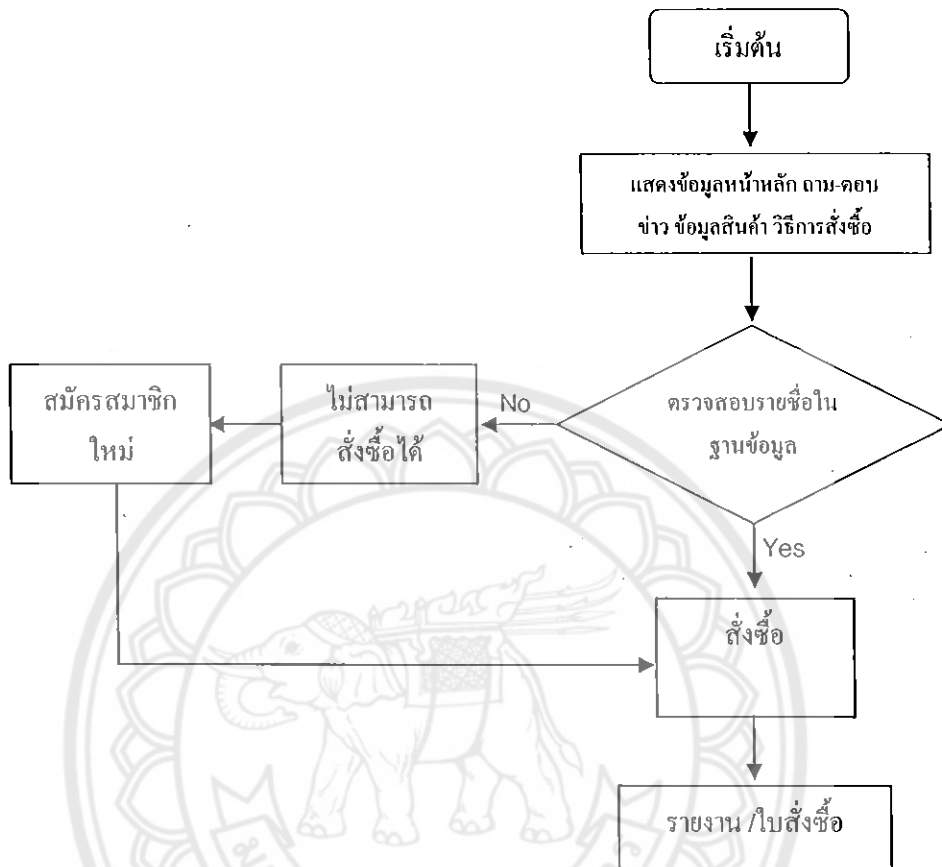 เริ่มต้น
แสดงข้อมูลหน้าหลัก ถาม-ตอบ
ข่าว ข้อมูลสินค้า วิธีการสั่งซื้อ
ตรวจสอบรายชื่อใน
ฐานข้อมูล
No
ไม่สามารถ
สั่งซื้อได้
สมัครสมาชิก
ใหม่
Yes
สั่งซื้อ
รายงาน /ใบสั่งซื้อ